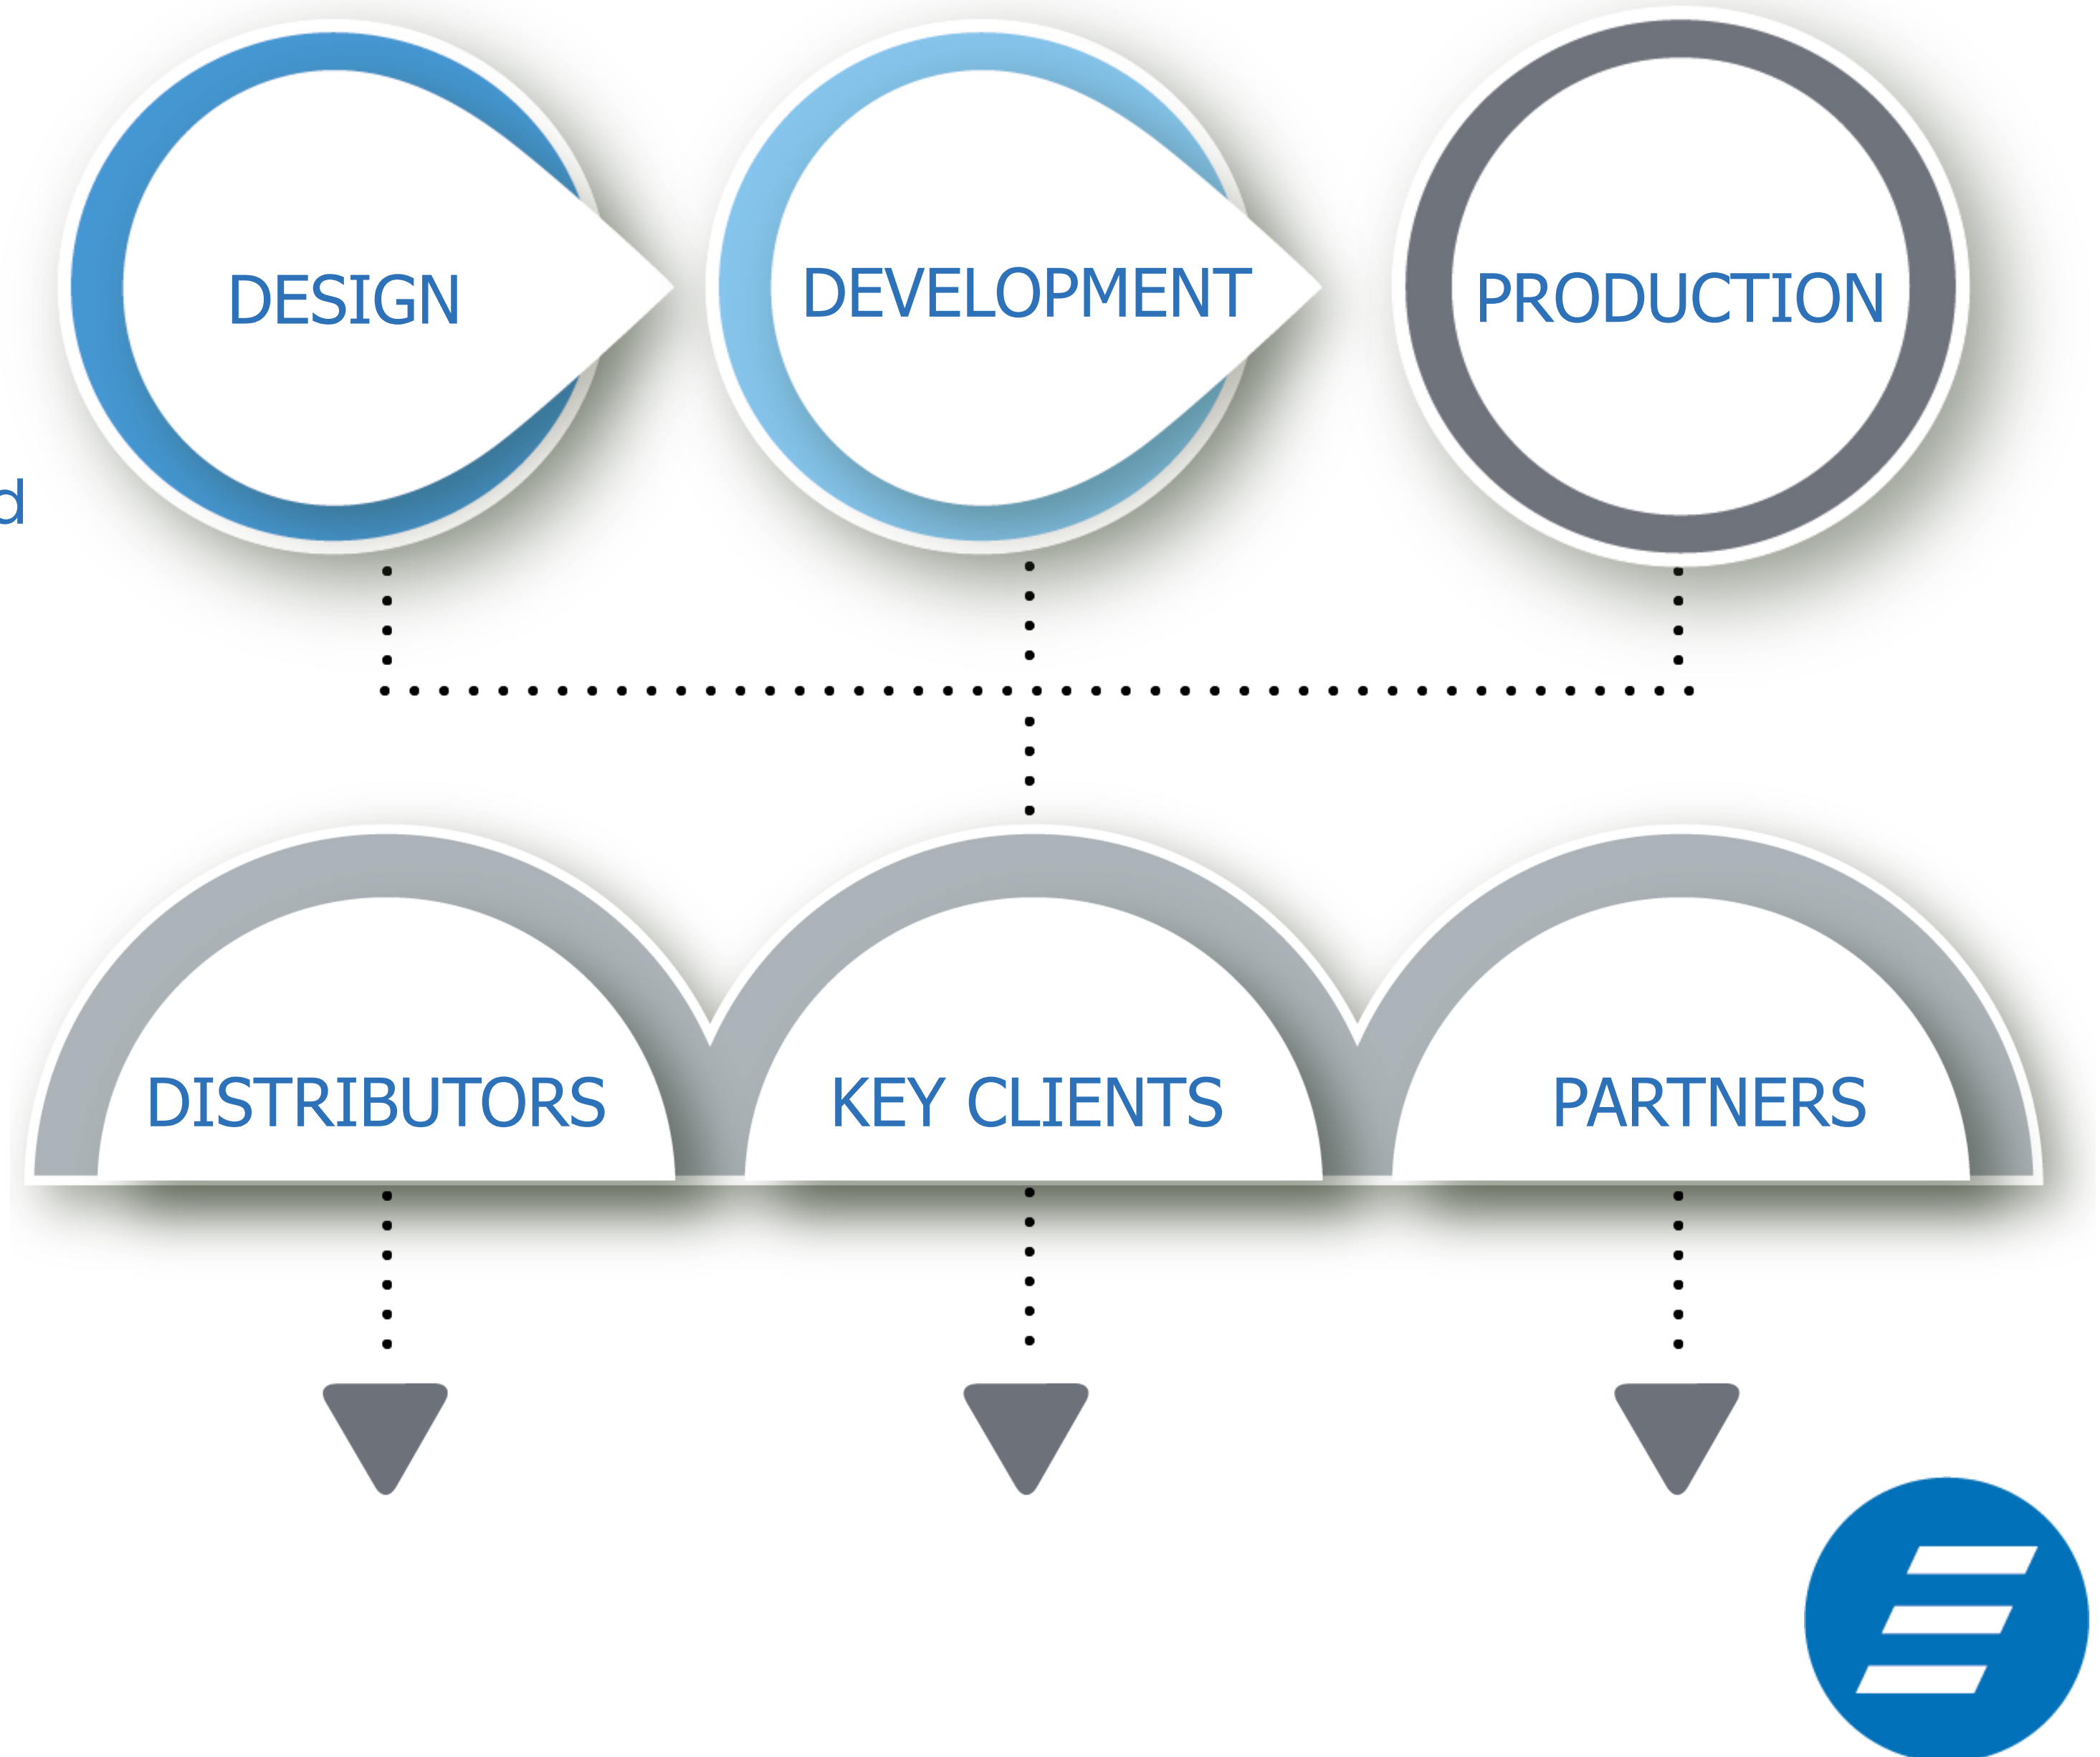 DESIGN
DEVELOPMENT
PRODUCTION
d
DISTRIBUTORS
KEY CLIENTS
PARTNERS